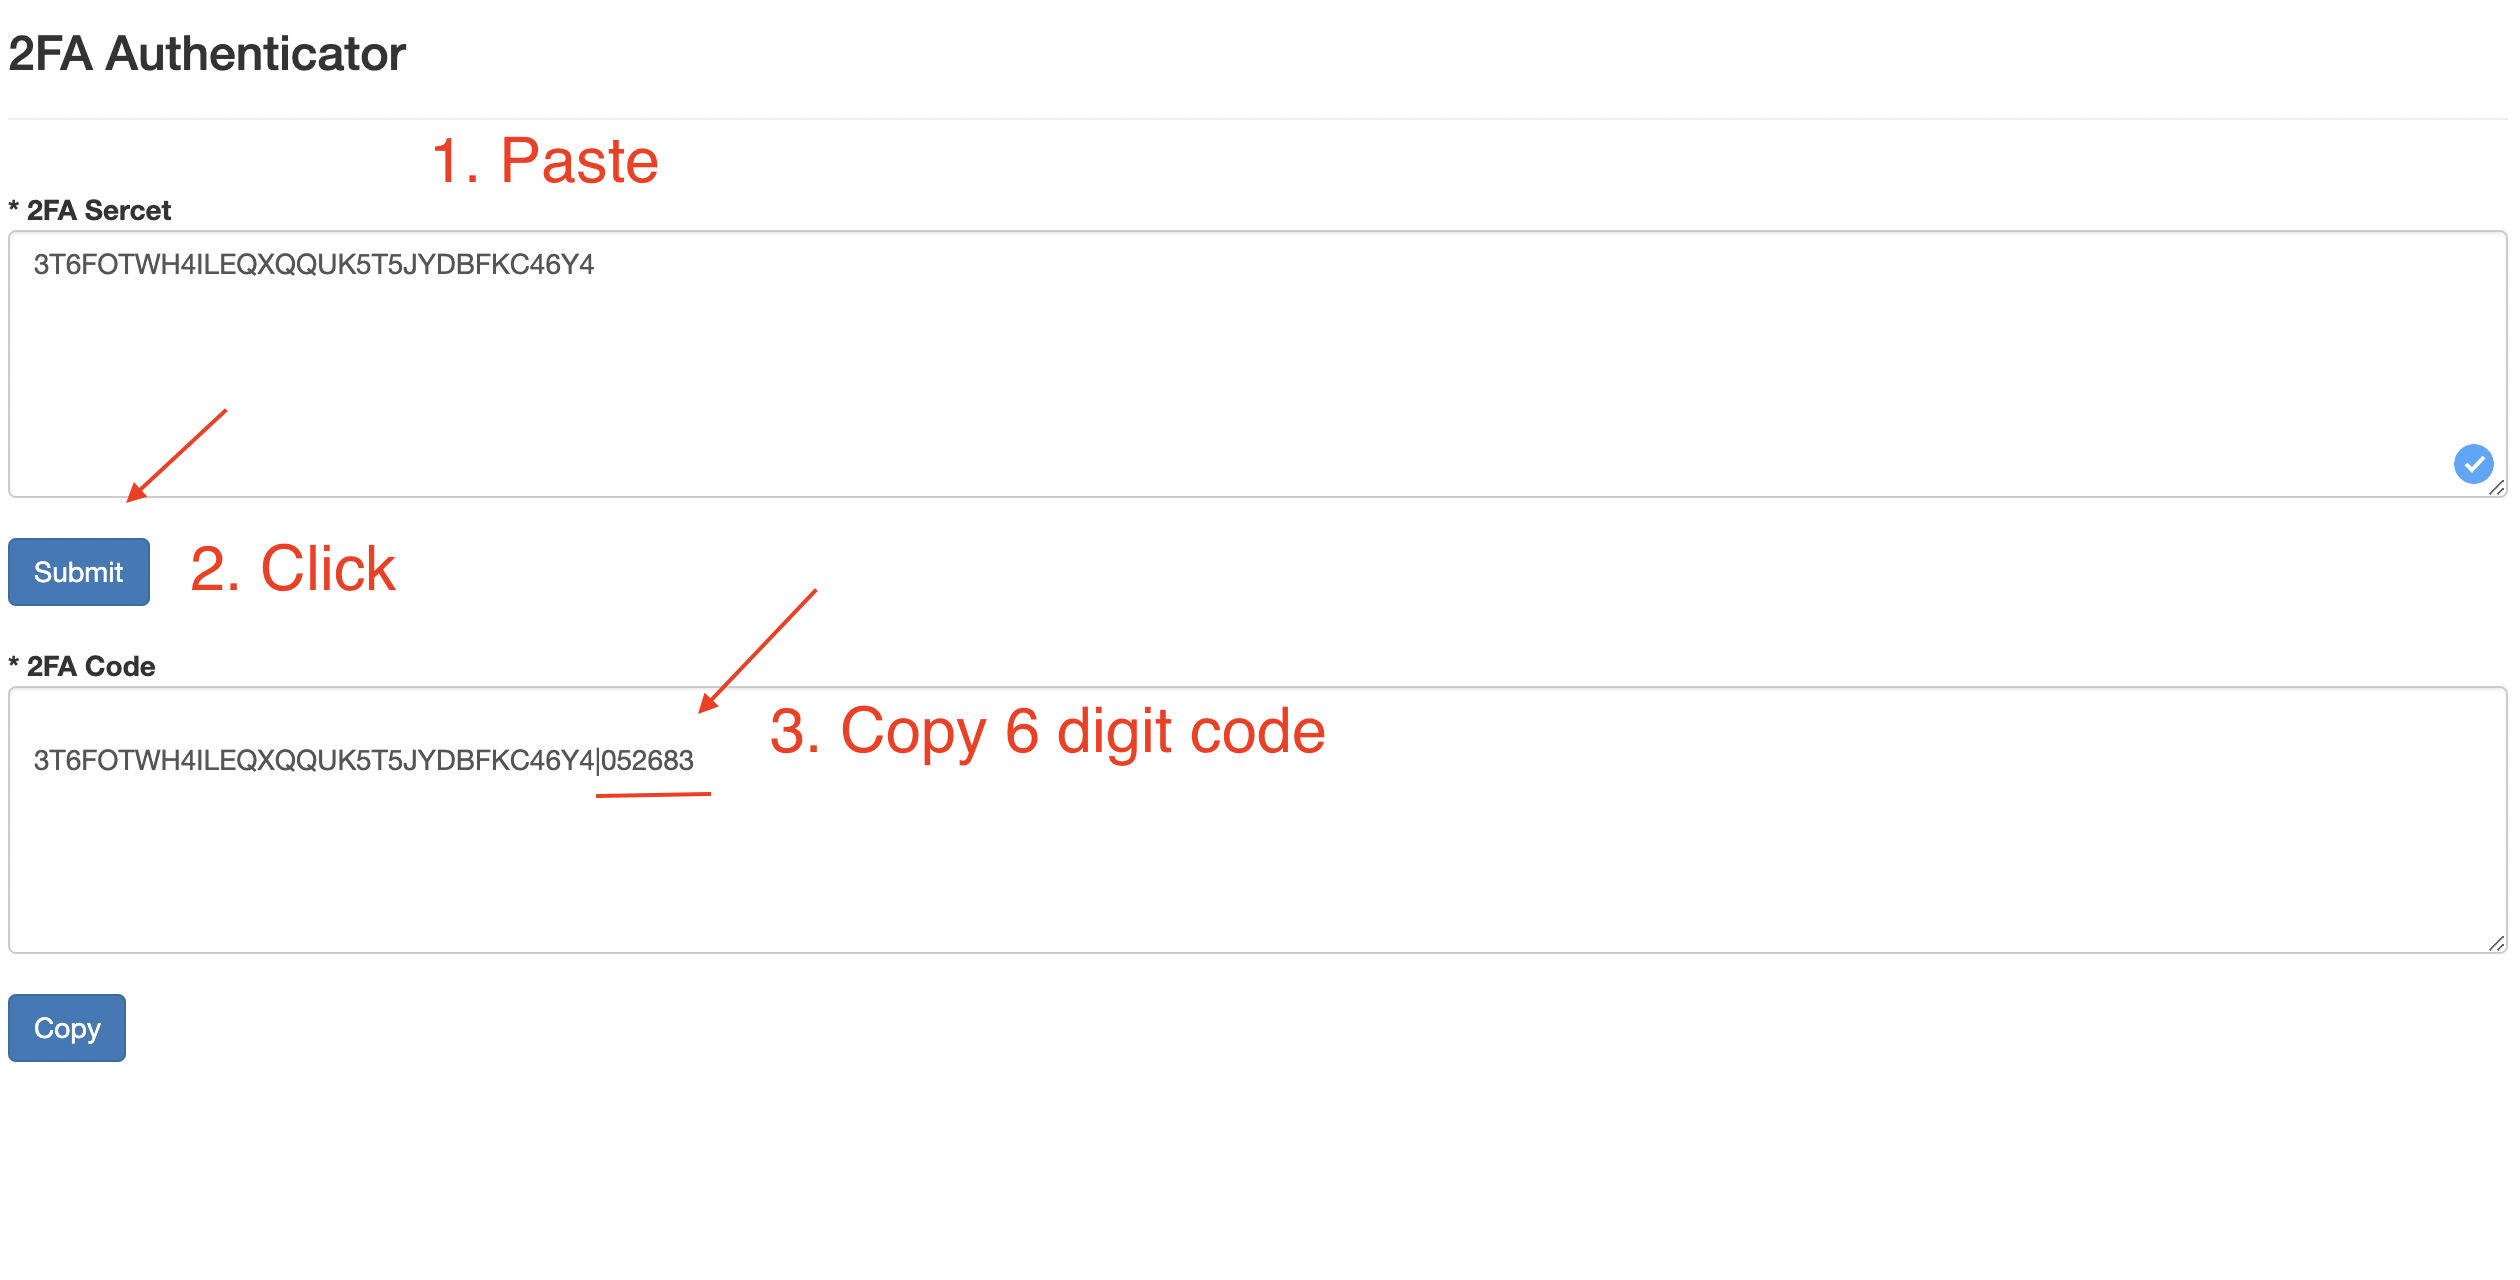 2FA Authenticator
1. Paste
* 2FA Sercet
3T6FOTWH4ILEQXQQUK5T5JYDBFKC46Y4
Submit
2. Click
* 2FA Code
3. Copy 6 digit code
3T6FOTWH4ILEQXQQUK5T5JYDBFKC46Y4|052683
Copy